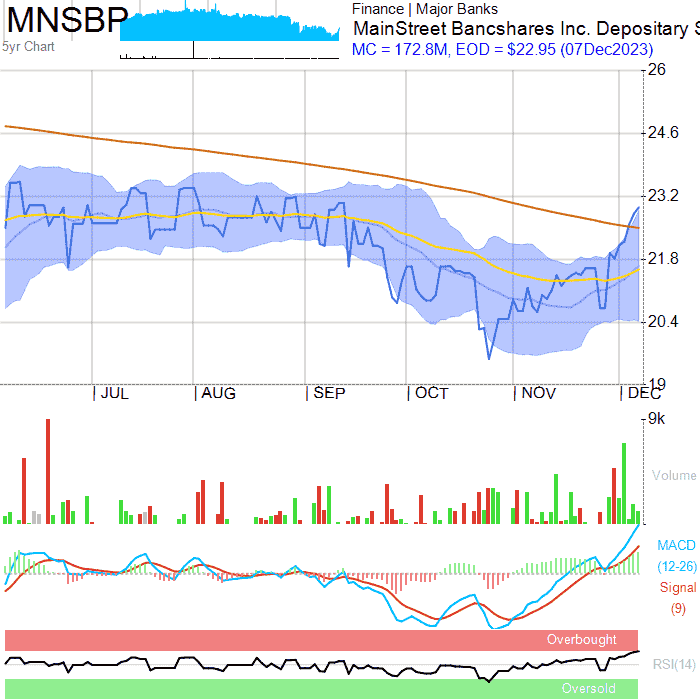 MNSBP
5yr Chart
Finance | Major Banks
MainStreet Bancshares Inc. Depositary S
MC = 172.8M, EOD = $22.95 (07Dec2023)
26
24.6
23.2
21.8
20.4
19
JUL
AUG
SEP
OCT
NOV
DEC
9k
Volume
MACD
(12-26)
Signal
(9)
Overbought
RSI(14)
Oversold